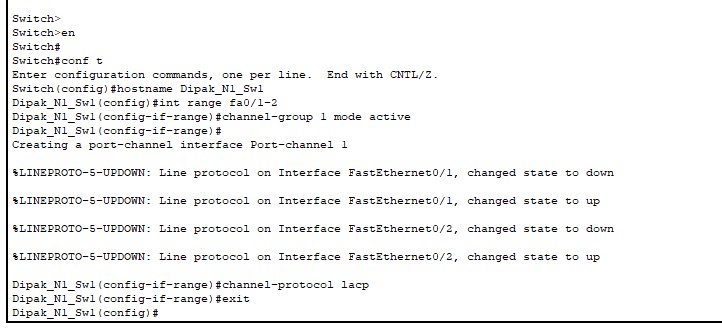 Switch>
Switch>en
Switch#
Switch#conf t
Enter configuration commands, one per line.  End with CNTL/Z.
Switch(config)#hostname Dipak_N1_Sw1
Dipak_N1_Sw1(config)#int range fa0/1-2
Dipak_N1_Sw1(config-if-range)#channel-group 1 mode active
Dipak_N1_Sw1(config-if-range)#
Creating a port-channel interface Port-channel 1
%LINEPROTO-5-UPDOWN: Line protocol on Interface FastEthernet0/1, changed state to down
%LINEPROTO-5-UPDOWN: Line protocol on Interface FastEthernet0/1, changed state to up
%LINEPROTO-5-UPDOWN: Line protocol on Interface FastEthernet0/2, changed state to down
%LINEPROTO-5-UPDOWN: Line protocol on Interface FastEthernet0/2, changed state to up
Dipak_N1_Sw1(config-if-range)#channel-protocol lacp
Dipak_N1_Sw1(config-if-range)#exit
Dipak_N1_Sw1(config)#